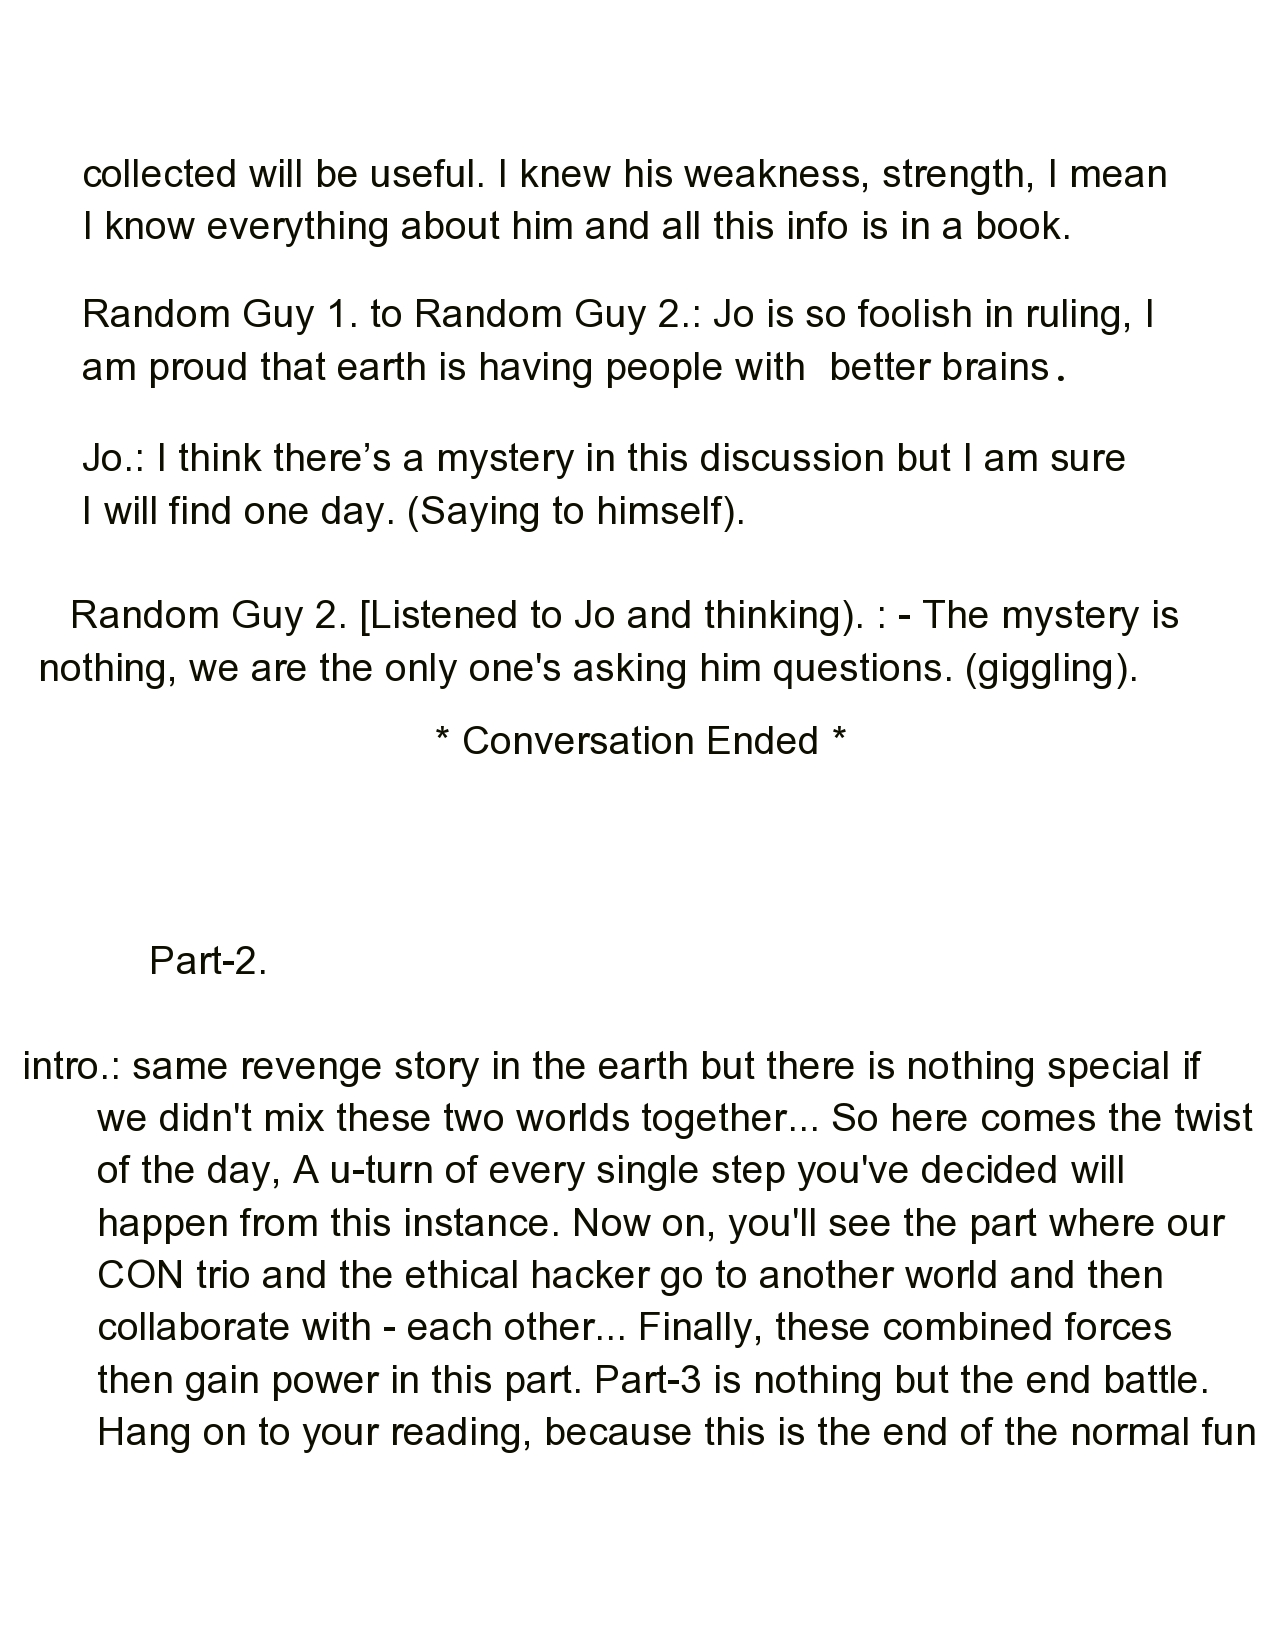 collected will be useful. I knew his weakness, strength, I mean
I know everything about him and all this info is in a book.
Random Guy 1. to Random Guy 2.: Jo is so foolish in ruling, I
am proud that earth is having people with  better brains.
Jo.: I think there’s a mystery in this discussion but I am sure
I will find one day. (Saying to himself).
Random Guy 2. [Listened to Jo and thinking). : - The mystery is
nothing, we are the only one's asking him questions. (giggling).
* Conversation Ended *
Part-2.
intro.: same revenge story in the earth but there is nothing special if
we didn't mix these two worlds together... So here comes the twist
of the day, A u-turn of every single step you've decided will
happen from this instance. Now on, you'll see the part where our
CON trio and the ethical hacker go to another world and then
collaborate with - each other... Finally, these combined forces
then gain power in this part. Part-3 is nothing but the end battle.
Hang on to your reading, because this is the end of the normal fun